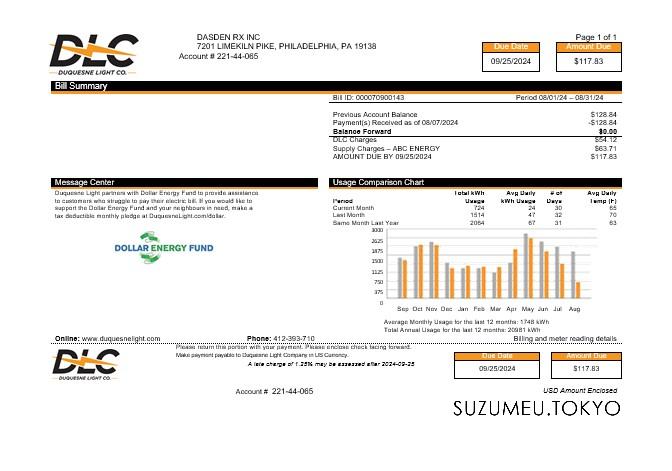 DLC
DUQUESNE LIGHT CO.
DASDEN RX INC
7201 LIMEKILN PIKE, PHILADELPHIA, PA 19138
Account # 221-44-065
Page 1 of 1
Due Date
Amount Due
09/25/2024
$117.83
Bill Summary
Bill ID: 000070900143 Period 08/01/24 – 08/31/24
Previous Account Balance $128.84
Payment(s) Received as of 08/07/2024 -$128.84
Balance Forward $0.00
DLC Charges $54.12
Supply Charges – ABC ENERGY $63.71
AMOUNT DUE BY 09/25/2024 $117.83
Message Center
Duquesne Light partners with Dollar Energy Fund to provide assistance
to customers who struggle to pay their electric bill. If you would like to
support the Dollar Energy Fund and your neighbours in need, make a
tax deductible monthly pledge at DuquesneLight.com/dollar.
DOLLAR ENERGY FUND
Usage Comparison Chart
Total kWh Avg Daily # of Avg Daily
Period Usage kWh Usage Days Temp (F)
Current Month 724 24 30 65
Last Month 1514 47 32 70
Same Month Last Year 2084 67 31 63
3000
2625
2250
1875
1500
1125
750
375
0
Sep Oct Nov Dec Jan Feb Mar Apr May Jun Jul Aug
Average Monthly Usage for the last 12 months: 1748 kWh
Total Annual Usage for the last 12 months: 20981 kWh
Online: www.duquesnelight.com Phone: 412-393-710 Billing and meter reading details
Please return this portion with your payment. Please enclose check facing forward.
Make payment payable to Duquesne Light Company in US Currency.
A late charge of 1.25% may be assessed after 2024-09-25
DLC
DUQUESNE LIGHT CO.
Due Date
Amount Due
09/25/2024
$117.83
Account # 221-44-065
USD Amount Enclosed
SUZUMEU.TOKYO